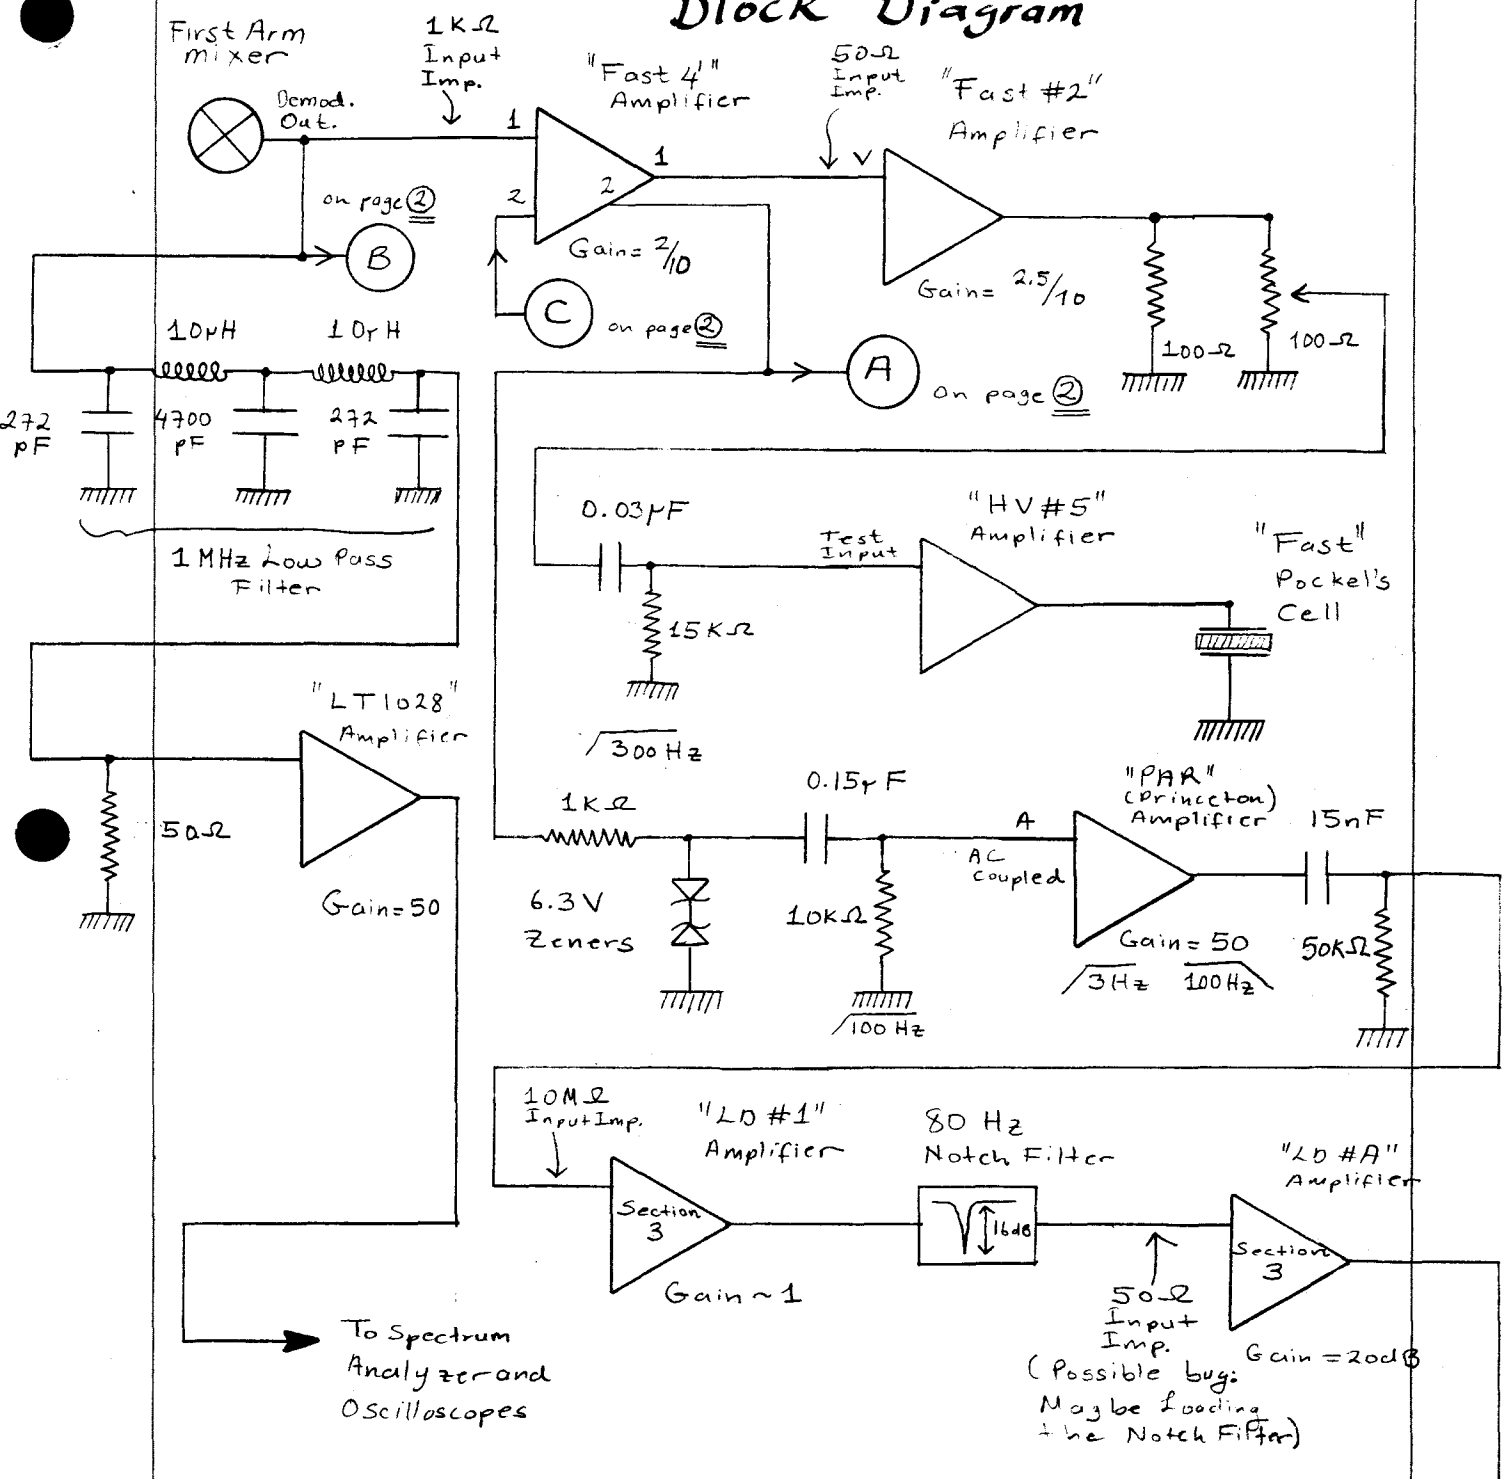 Block Diagram
First Arm
mixer
Demod.
Out.
1KΩ
Input
Imp.
"Fast 4'"
Amplifier
50Ω
Input
Imp.
"Fast #2"
Amplifier
1
2
1
2
V
on page ②
B
Gain= 2/10
C
on page ②
Gain= 2.5/10
100Ω
100Ω
A
on page ②
10μH
10μH
272
pF
4700
pF
272
pF
1 MHz Low Pass
Filter
0.03μF
15KΩ
300 Hz
Test
Input
"HV #5"
Amplifier
"Fast"
Pockel's
Cell
"LT1028"
Amplifier
50Ω
Gain=50
1KΩ
6.3V
Zeners
0.15μF
10KΩ
100 Hz
A
AC
Coupled
"PAR"
(Princeton)
Amplifier
Gain= 50
3Hz
100Hz
15nF
50KΩ
10MΩ
Input Imp.
"LD #1"
Amplifier
Section
3
Gain ~ 1
80 Hz
Notch Filter
16dB
50Ω
Input
Imp.
(Possible bug:
Maybe Loading
the Notch Filter)
"LD #A"
Amplifier
Section
3
Gain =20dB
To Spectrum
Analyzer and
Oscilloscopes